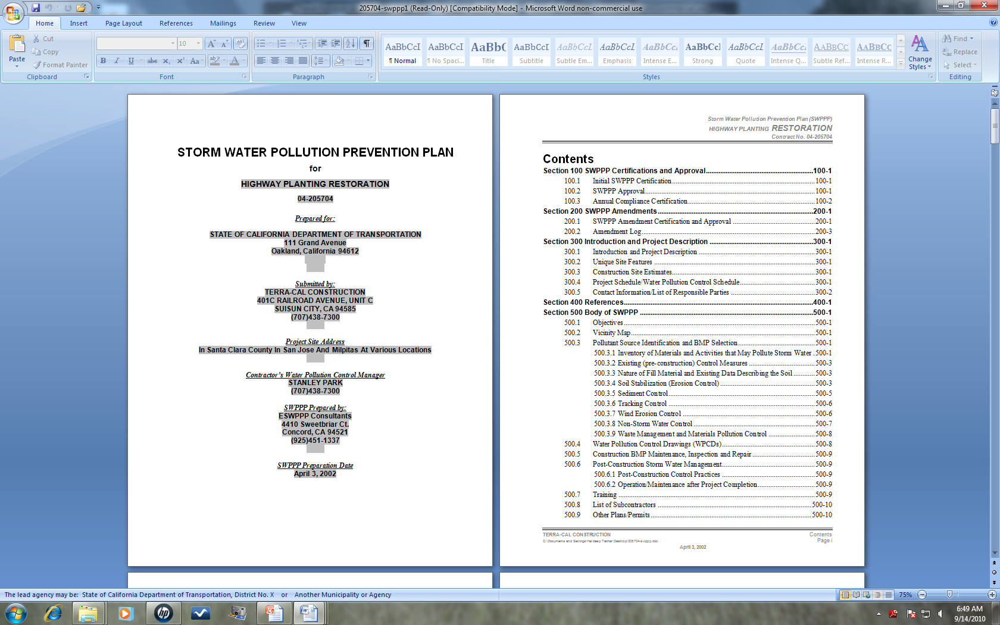 205704-swppp1 (Read-Only) [Compatibility Mode] - Microsoft Word non-commercial use
Home Insert Page Layout References Mailings Review View
Paste
Cut
Copy
Format Painter
Clipboard
10
Font
Paragraph
AaBbCcI AaBbCcI AaBbC AaBbCcI AaBbCcL AaBbCcI AaBbCcI AaBbCcI AaBbCcI AaBbCcI AABBCC AABBCC
¶ Normal ¶ No Spaci... Title Subtitle Subtle Em... Emphasis Intense E... Strong Quote Intense Q... Subtle Ref... Intense R...
Change Styles
Styles
Find
Replace
Select
Editing
STORM WATER POLLUTION PREVENTION PLAN
for
HIGHWAY PLANTING RESTORATION
04-205704
Prepared for:
STATE OF CALIFORNIA DEPARTMENT OF TRANSPORTATION
111 Grand Avenue
Oakland, California 94612
Submitted by:
TERRA-CAL CONSTRUCTION
401C RAILROAD AVENUE, UNIT C
SUISUN CITY, CA 94585
(707)438-7300
Project Site Address
In Santa Clara County In San Jose And Milpitas At Various Locations
Contractor's Water Pollution Control Manager
STANLEY PARK
(707)438-7300
SWPPP Prepared by:
ESWPPP Consultants
4410 Sweetbriar Ct.
Concord, CA 94521
(925)451-1337
SWPPP Preparation Date
April 3, 2002
Storm Water Pollution Prevention Plan (SWPPP)
HIGHWAY PLANTING RESTORATION
Contract No. 04-205704
Contents
Section 100 SWPPP Certifications and Approval 100-1
100.1 Initial SWPPP Certification 100-1
100.2 SWPPP Approval 100-1
100.3 Annual Compliance Certification 100-2
Section 200 SWPPP Amendments 200-1
200.1 SWPPP Amendment Certification and Approval 200-1
200.2 Amendment Log 200-3
Section 300 Introduction and Project Description 300-1
300.1 Introduction and Project Description 300-1
300.2 Unique Site Features 300-1
300.3 Construction Site Estimates 300-1
300.4 Project Schedule/Water Pollution Control Schedule 300-1
300.5 Contact Information/List of Responsible Parties 300-2
Section 400 References 400-1
Section 500 Body of SWPPP 500-1
500.1 Objectives 500-1
500.2 Vicinity Map 500-1
500.3 Pollutant Source Identification and BMP Selection 500-1
500.3.1 Inventory of Materials and Activities that May Pollute Storm Water 500-1
500.3.2 Existing (pre-construction) Control Measures 500-3
500.3.3 Nature of Fill Material and Existing Data Describing the Soil 500-3
500.3.4 Soil Stabilization (Erosion Control) 500-3
500.3.5 Sediment Control 500-5
500.3.6 Tracking Control 500-6
500.3.7 Wind Erosion Control 500-6
500.3.8 Non-Storm Water Control 500-7
500.3.9 Waste Management and Materials Pollution Control 500-8
500.4 Water Pollution Control Drawings (WPCDs) 500-8
500.5 Construction BMP Maintenance, Inspection and Repair 500-9
500.6 Post-Construction Storm Water Management 500-9
500.6.1 Post-Construction Control Practices 500-9
500.6.2 Operation/Maintenance after Project Completion 500-9
500.7 Training 500-9
500.8 List of Subcontractors 500-10
500.9 Other Plans/Permits 500-10
TERRA-CAL CONSTRUCTION Contents
C:\Documents and Settings\Hardeep Takhar\Desktop\205704-swppp.doc Page i
April 3, 2002
The lead agency may be: State of California Department of Transportation, District No. X or Another Municipality or Agency
75%
6:49 AM
9/14/2010